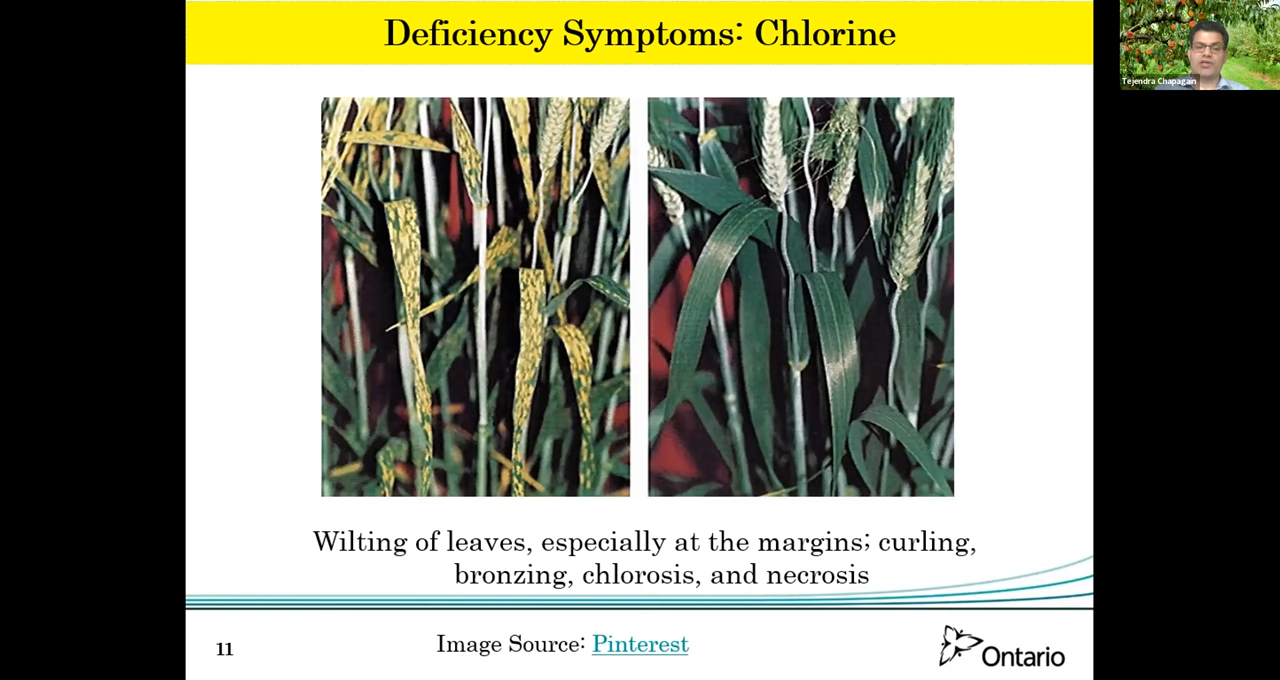 Deficiency Symptoms: Chlorine
Tejendra Chapagain
Wilting of leaves, especially at the margins; curling,
bronzing, chlorosis, and necrosis
11
Image Source: Pinterest
Ontario